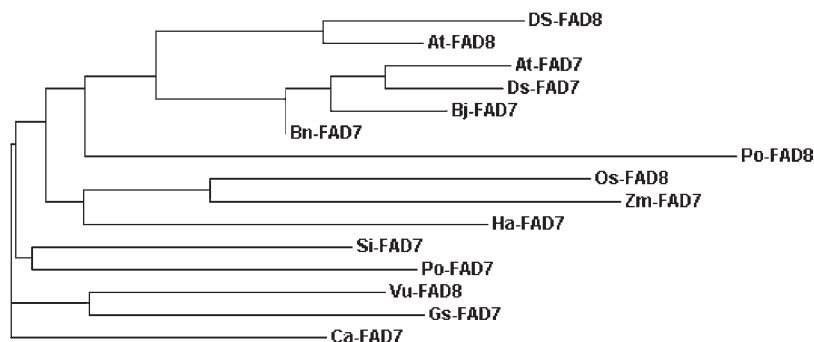 DS-FAD8
At-FAD8
At-FAD7
Ds-FAD7
Bj-FAD7
Bn-FAD7
Po-FAD8
Os-FAD8
Zm-FAD7
Ha-FAD7
Si-FAD7
Po-FAD7
Vu-FAD8
Gs-FAD7
Ca-FAD7